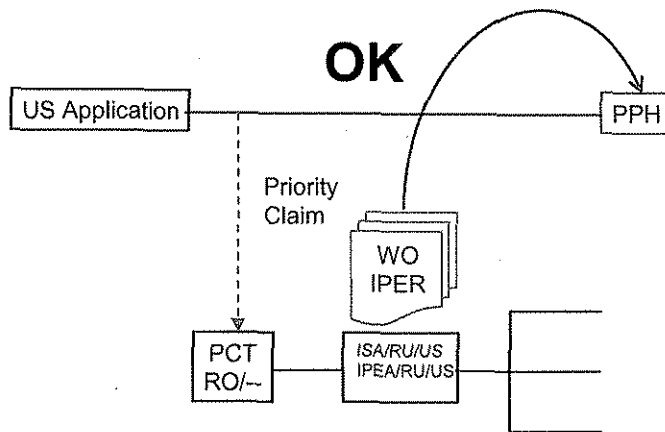 OK
US Application
PPH
Priority
Claim
WO
IPER
PCT
RO/--
ISA/RU/US
IPEA/RU/US